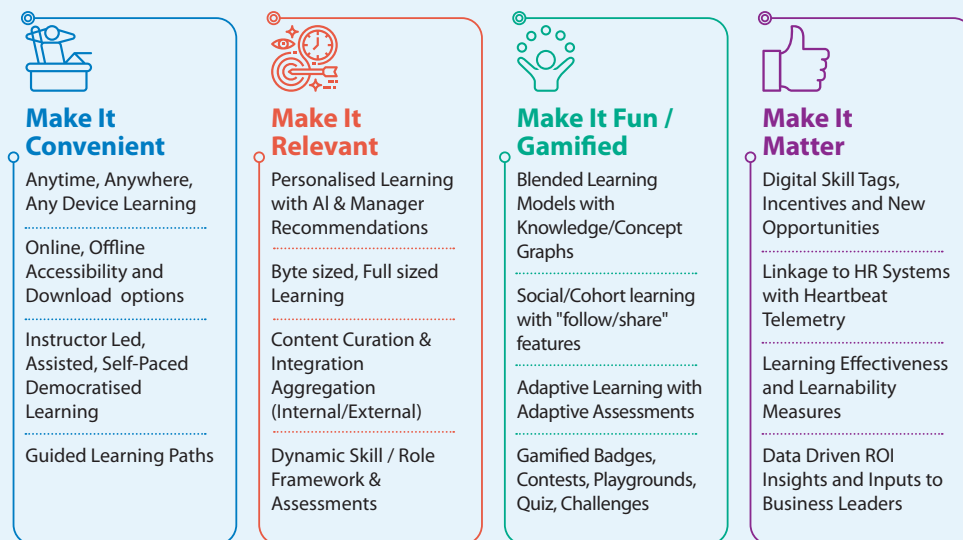 Make It
Convenient
Anytime, Anywhere,
Any Device Learning
Online, Offline
Accessibility and
Download options
Instructor Led,
Assisted, Self-Paced
Democratised
Learning
Guided Learning Paths
Make It
Relevant
Personalised Learning
with AI & Manager
Recommendations
Byte sized, Full sized
Learning
Content Curation &
Integration
Aggregation
(Internal/External)
Dynamic Skill / Role
Framework &
Assessments
Make It Fun /
Gamified
Blended Learning
Models with
Knowledge/Concept
Graphs
Social/Cohort learning
with "follow/share"
features
Adaptive Learning with
Adaptive Assessments
Gamified Badges,
Contests, Playgrounds,
Quiz, Challenges
Make It
Matter
Digital Skill Tags,
Incentives and New
Opportunities
Linkage to HR Systems
with Heartbeat
Telemetry
Learning Effectiveness
and Learnability
Measures
Data Driven ROI
Insights and Inputs to
Business Leaders